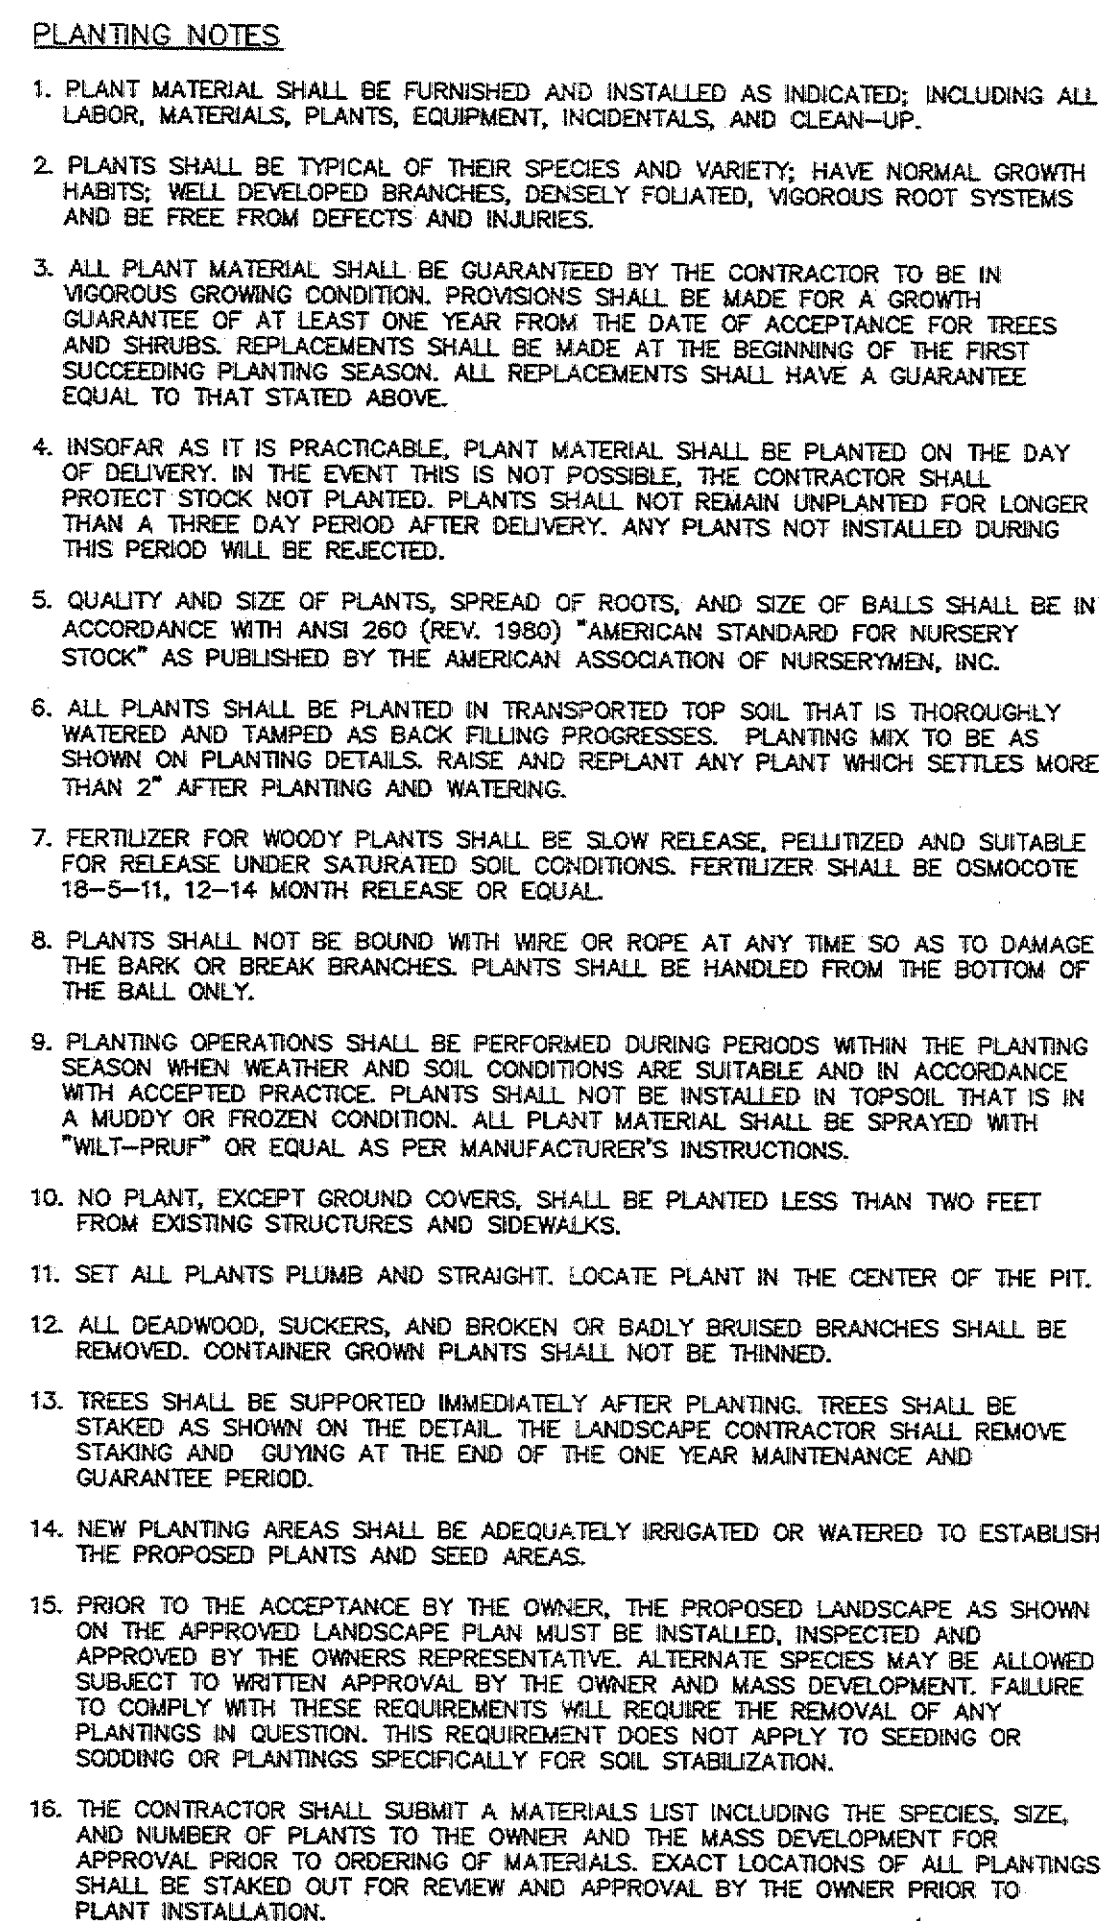 PLANTING NOTES
1. PLANT MATERIAL SHALL BE FURNISHED AND INSTALLED AS INDICATED; INCLUDING ALL
LABOR, MATERIALS, PLANTS, EQUIPMENT, INCIDENTALS, AND CLEAN-UP.
2. PLANTS SHALL BE TYPICAL OF THEIR SPECIES AND VARIETY; HAVE NORMAL GROWTH
HABITS; WELL DEVELOPED BRANCHES, DENSELY FOLIATED, VIGOROUS ROOT SYSTEMS
AND BE FREE FROM DEFECTS AND INJURIES.
3. ALL PLANT MATERIAL SHALL BE GUARANTEED BY THE CONTRACTOR TO BE IN
VIGOROUS GROWING CONDITION. PROVISIONS SHALL BE MADE FOR A GROWTH
GUARANTEE OF AT LEAST ONE YEAR FROM THE DATE OF ACCEPTANCE FOR TREES
AND SHRUBS. REPLACEMENTS SHALL BE MADE AT THE BEGINNING OF THE FIRST
SUCCEEDING PLANTING SEASON. ALL REPLACEMENTS SHALL HAVE A GUARANTEE
EQUAL TO THAT STATED ABOVE.
4. INSOFAR AS IT IS PRACTICABLE, PLANT MATERIAL SHALL BE PLANTED ON THE DAY
OF DELIVERY. IN THE EVENT THIS IS NOT POSSIBLE, THE CONTRACTOR SHALL
PROTECT STOCK NOT PLANTED. PLANTS SHALL NOT REMAIN UNPLANTED FOR LONGER
THAN A THREE DAY PERIOD AFTER DELIVERY. ANY PLANTS NOT INSTALLED DURING
THIS PERIOD WILL BE REJECTED.
5. QUALITY AND SIZE OF PLANTS, SPREAD OF ROOTS, AND SIZE OF BALLS SHALL BE IN
ACCORDANCE WITH ANSI 260 (REV. 1980) "AMERICAN STANDARD FOR NURSERY
STOCK" AS PUBLISHED BY THE AMERICAN ASSOCIATION OF NURSERYMEN, INC.
6. ALL PLANTS SHALL BE PLANTED IN TRANSPORTED TOP SOIL THAT IS THOROUGHLY
WATERED AND TAMPED AS BACK FILLING PROGRESSES. PLANTING MIX TO BE AS
SHOWN ON PLANTING DETAILS. RAISE AND REPLANT ANY PLANT WHICH SETTLES MORE
THAN 2" AFTER PLANTING AND WATERING.
7. FERTILIZER FOR WOODY PLANTS SHALL BE SLOW RELEASE, PELLITIZED AND SUITABLE
FOR RELEASE UNDER SATURATED SOIL CONDITIONS. FERTILIZER SHALL BE OSMOCOTE
18-5-11, 12-14 MONTH RELEASE OR EQUAL.
8. PLANTS SHALL NOT BE BOUND WITH WIRE OR ROPE AT ANY TIME SO AS TO DAMAGE
THE BARK OR BREAK BRANCHES. PLANTS SHALL BE HANDLED FROM THE BOTTOM OF
THE BALL ONLY.
9. PLANTING OPERATIONS SHALL BE PERFORMED DURING PERIODS WITHIN THE PLANTING
SEASON WHEN WEATHER AND SOIL CONDITIONS ARE SUITABLE AND IN ACCORDANCE
WITH ACCEPTED PRACTICE. PLANTS SHALL NOT BE INSTALLED IN TOPSOIL THAT IS IN
A MUDDY OR FROZEN CONDITION. ALL PLANT MATERIAL SHALL BE SPRAYED WITH
"WILT-PRUF" OR EQUAL AS PER MANUFACTURER'S INSTRUCTIONS.
10. NO PLANT, EXCEPT GROUND COVERS, SHALL BE PLANTED LESS THAN TWO FEET
FROM EXISTING STRUCTURES AND SIDEWALKS.
11. SET ALL PLANTS PLUMB AND STRAIGHT. LOCATE PLANT IN THE CENTER OF THE PIT.
12. ALL DEADWOOD, SUCKERS, AND BROKEN OR BADLY BRUISED BRANCHES SHALL BE
REMOVED. CONTAINER GROWN PLANTS SHALL NOT BE THINNED.
13. TREES SHALL BE SUPPORTED IMMEDIATELY AFTER PLANTING. TREES SHALL BE
STAKED AS SHOWN ON THE DETAIL. THE LANDSCAPE CONTRACTOR SHALL REMOVE
STAKING AND GUYING AT THE END OF THE ONE YEAR MAINTENANCE AND
GUARANTEE PERIOD.
14. NEW PLANTING AREAS SHALL BE ADEQUATELY IRRIGATED OR WATERED TO ESTABLISH
THE PROPOSED PLANTS AND SEED AREAS.
15. PRIOR TO THE ACCEPTANCE BY THE OWNER, THE PROPOSED LANDSCAPE AS SHOWN
ON THE APPROVED LANDSCAPE PLAN MUST BE INSTALLED, INSPECTED AND
APPROVED BY THE OWNERS REPRESENTATIVE. ALTERNATE SPECIES MAY BE ALLOWED
SUBJECT TO WRITTEN APPROVAL BY THE OWNER AND MASS DEVELOPMENT. FAILURE
TO COMPLY WITH THESE REQUIREMENTS WILL REQUIRE THE REMOVAL OF ANY
PLANTINGS IN QUESTION. THIS REQUIREMENT DOES NOT APPLY TO SEEDING OR
SODDING OR PLANTINGS SPECIFICALLY FOR SOIL STABILIZATION.
16. THE CONTRACTOR SHALL SUBMIT A MATERIALS LIST INCLUDING THE SPECIES, SIZE,
AND NUMBER OF PLANTS TO THE OWNER AND THE MASS DEVELOPMENT FOR
APPROVAL PRIOR TO ORDERING OF MATERIALS. EXACT LOCATIONS OF ALL PLANTINGS
SHALL BE STAKED OUT FOR REVIEW AND APPROVAL BY THE OWNER PRIOR TO
PLANT INSTALLATION.